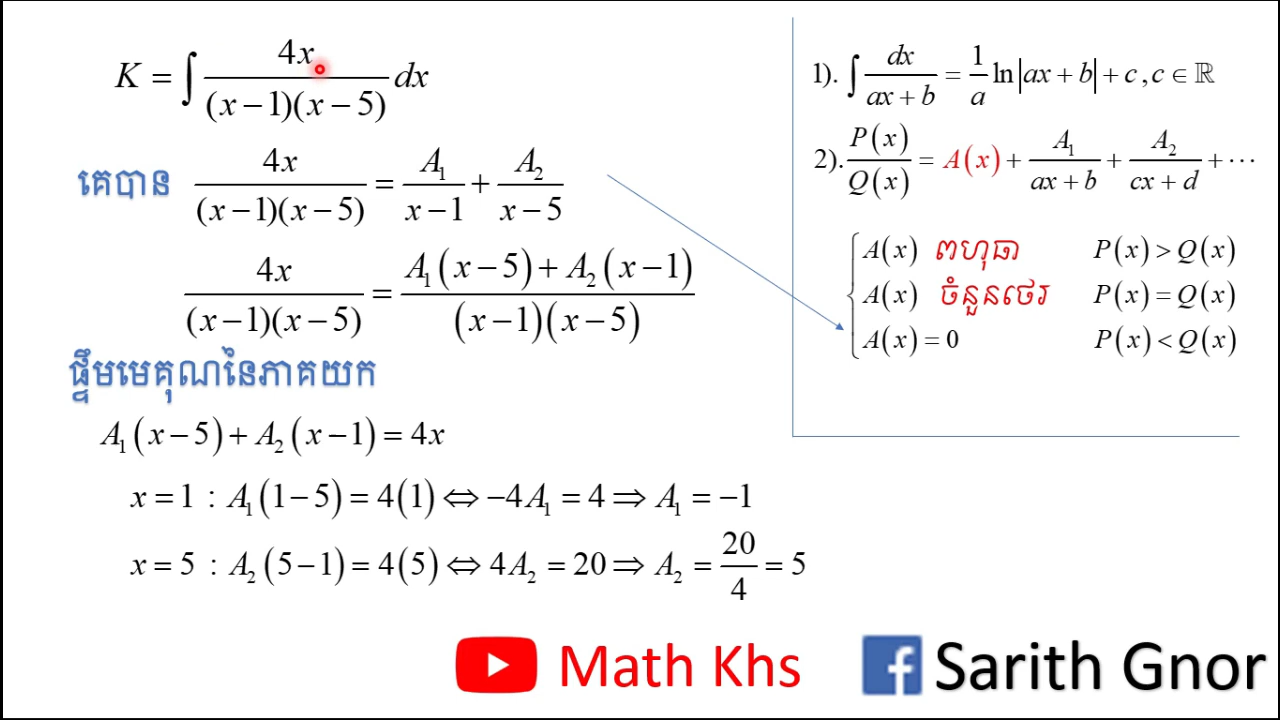 K = ∫ 4x / (x−1)(x−5) dx
គេបាន 4x / (x−1)(x−5) = A₁ / x−1 + A₂ / x−5
4x / (x−1)(x−5) = A₁(x−5)+A₂(x−1) / (x−1)(x−5)
ផ្ទឹមមេគុណនៃភាគយក
A₁(x−5)+A₂(x−1)=4x
x=1 : A₁(1−5)=4(1)⇔−4A₁=4⇒A₁=−1
x=5 : A₂(5−1)=4(5)⇔4A₂=20⇒A₂=20/4=5
1). ∫ dx / ax+b = 1/a ln|ax+b|+c ,c∈ℝ
2). P(x) / Q(x) = A(x)+ A₁ / ax+b + A₂ / cx+d +⋯
A(x) ពហុធា P(x)>Q(x)
A(x) ចំនួនថេរ P(x)=Q(x)
A(x)=0 P(x)<Q(x)
Math Khs
f Sarith Gnor